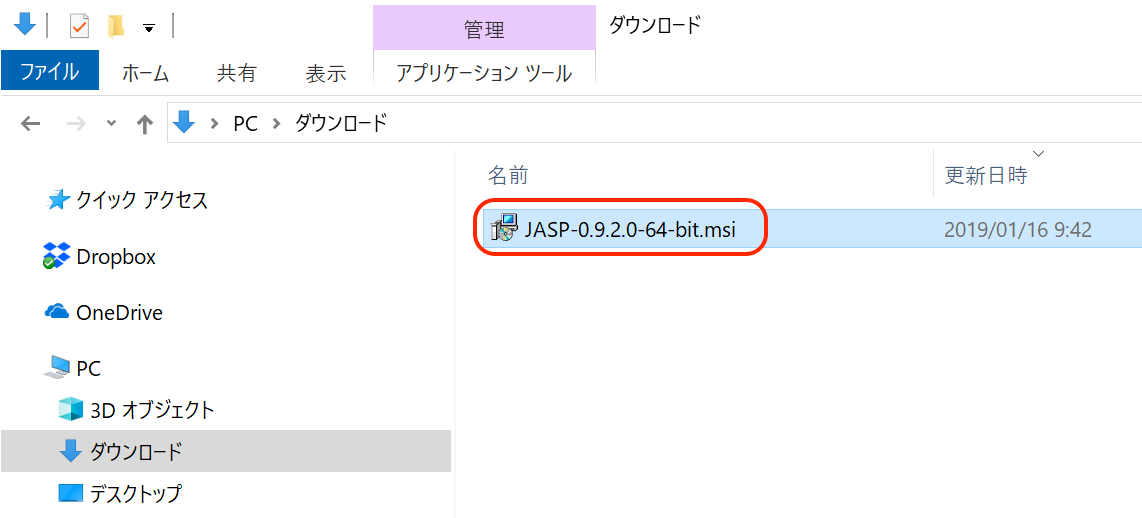 管理 ダウンロード
ファイル ホーム 共有 表示 アプリケーション ツール
PC ダウンロード
名前 更新日時
クイック アクセス
JASP-0.9.2.0-64-bit.msi 2019/01/16 9:42
Dropbox
OneDrive
PC
3D オブジェクト
ダウンロード
デスクトップ